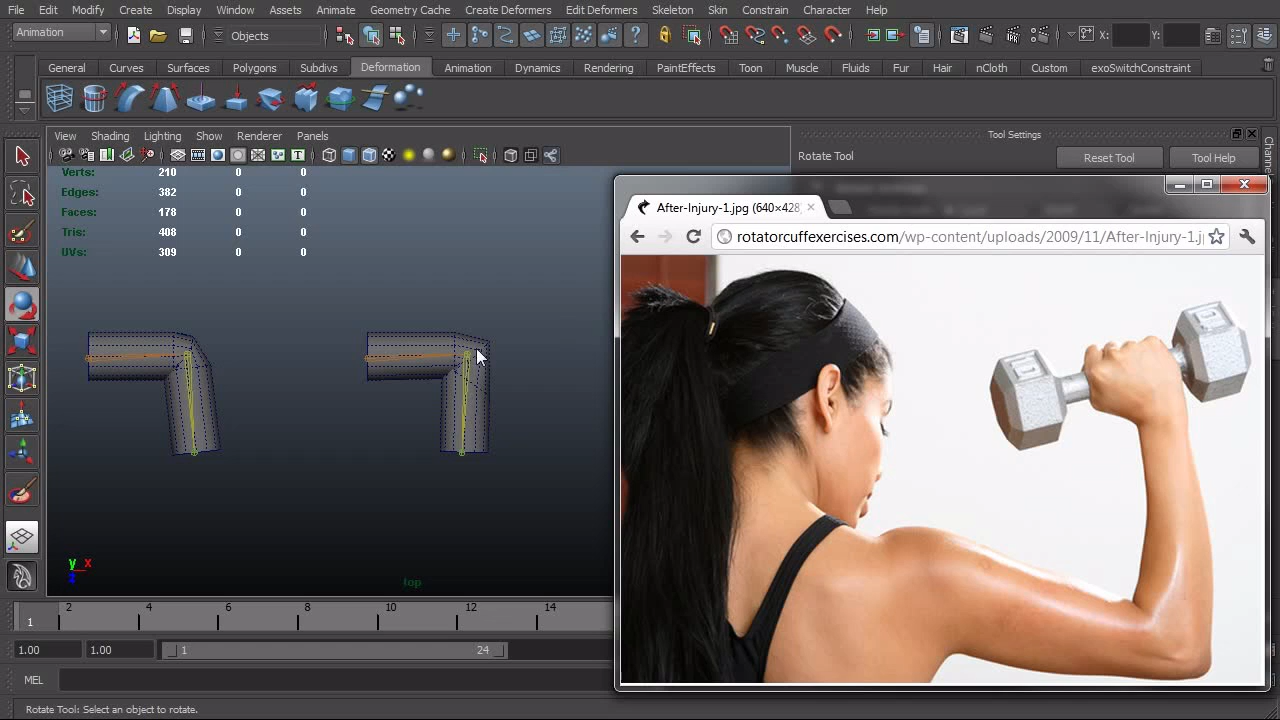 File Edit Modify Create Display Window Assets Animate Geometry Cache Create Deformers Edit Deformers Skeleton Skin Constrain Character Help
Animation Objects X: Y:
General Curves Surfaces Polygons Subdivs Deformation Animation Dynamics Rendering PaintEffects Toon Muscle Fluids Fur Hair nCloth Custom exoSwitchConstraint
View Shading Lighting Show Renderer Panels
Tool Settings
Rotate Tool Reset Tool Tool Help
Verts: 210 0 0
Edges: 382 0 0
Faces: 178 0 0
Tris: 408 0 0
UVs: 309 0 0
After-Injury-1.jpg (640×428)
rotatorcuffexercises.com/wp-content/uploads/2009/11/After-Injury-1.j
y x
z
top
1 2 4 6 8 10 12 14
1.00 1.00 1 24
MEL
Rotate Tool: Select an object to rotate.